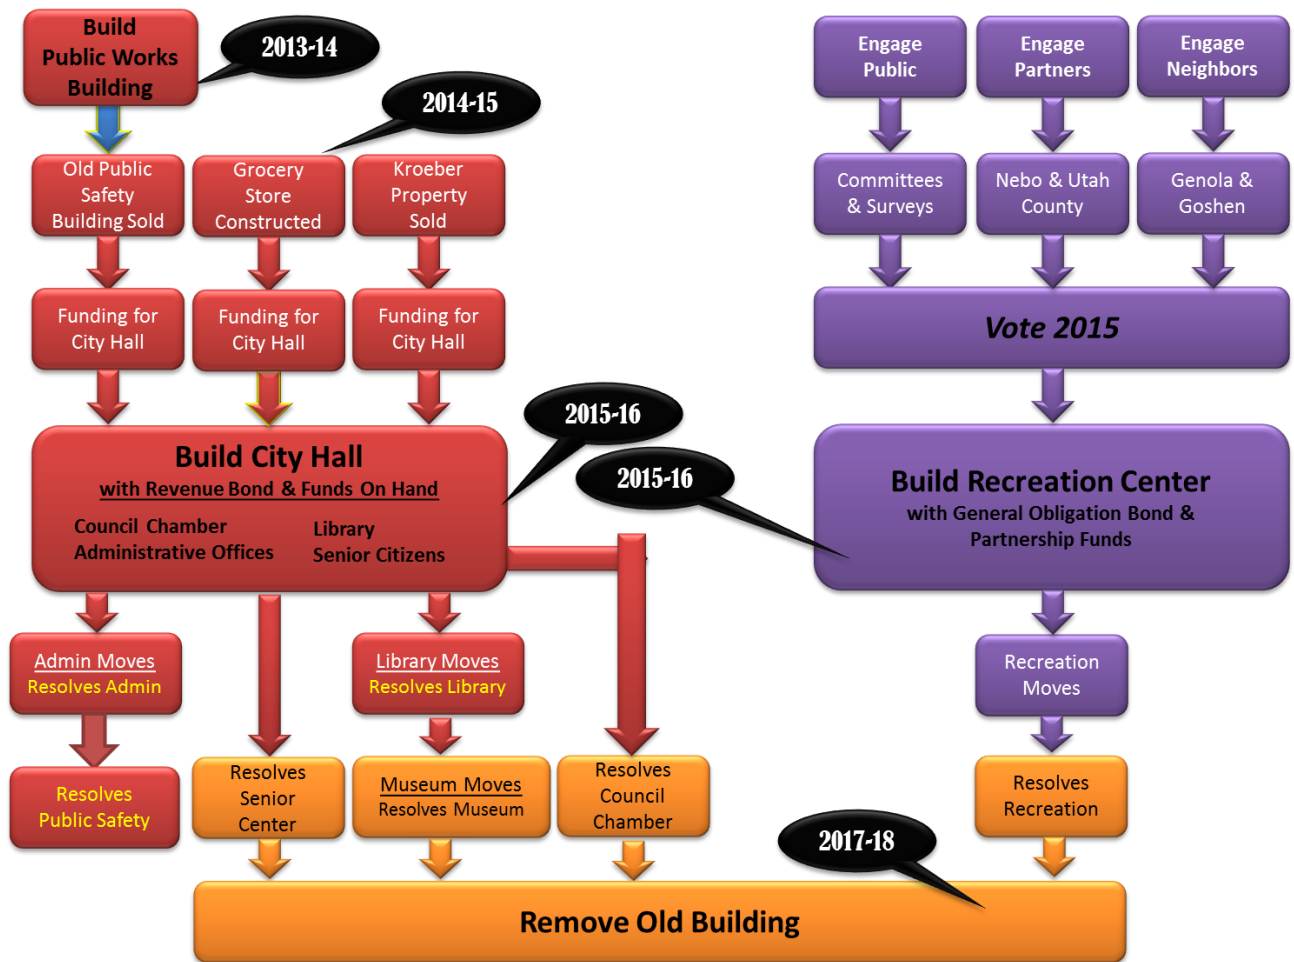 Build
Public Works
Building
2013-14
2014-15
Engage
Public
Engage
Partners
Engage
Neighbors
Old Public
Safety
Building Sold
Grocery
Store
Constructed
Kroeber
Property
Sold
Committees
& Surveys
Nebo & Utah
County
Genola &
Goshen
Funding for
City Hall
Funding for
City Hall
Funding for
City Hall
Vote 2015
2015-16
2015-16
Build City Hall
with Revenue Bond & Funds On Hand
Council Chamber
Administrative Offices
Library
Senior Citizens
Build Recreation Center
with General Obligation Bond &
Partnership Funds
Admin Moves
Resolves Admin
Library Moves
Resolves Library
Recreation
Moves
Resolves
Public Safety
Resolves
Senior
Center
Museum Moves
Resolves Museum
Resolves
Council
Chamber
Resolves
Recreation
2017-18
Remove Old Building